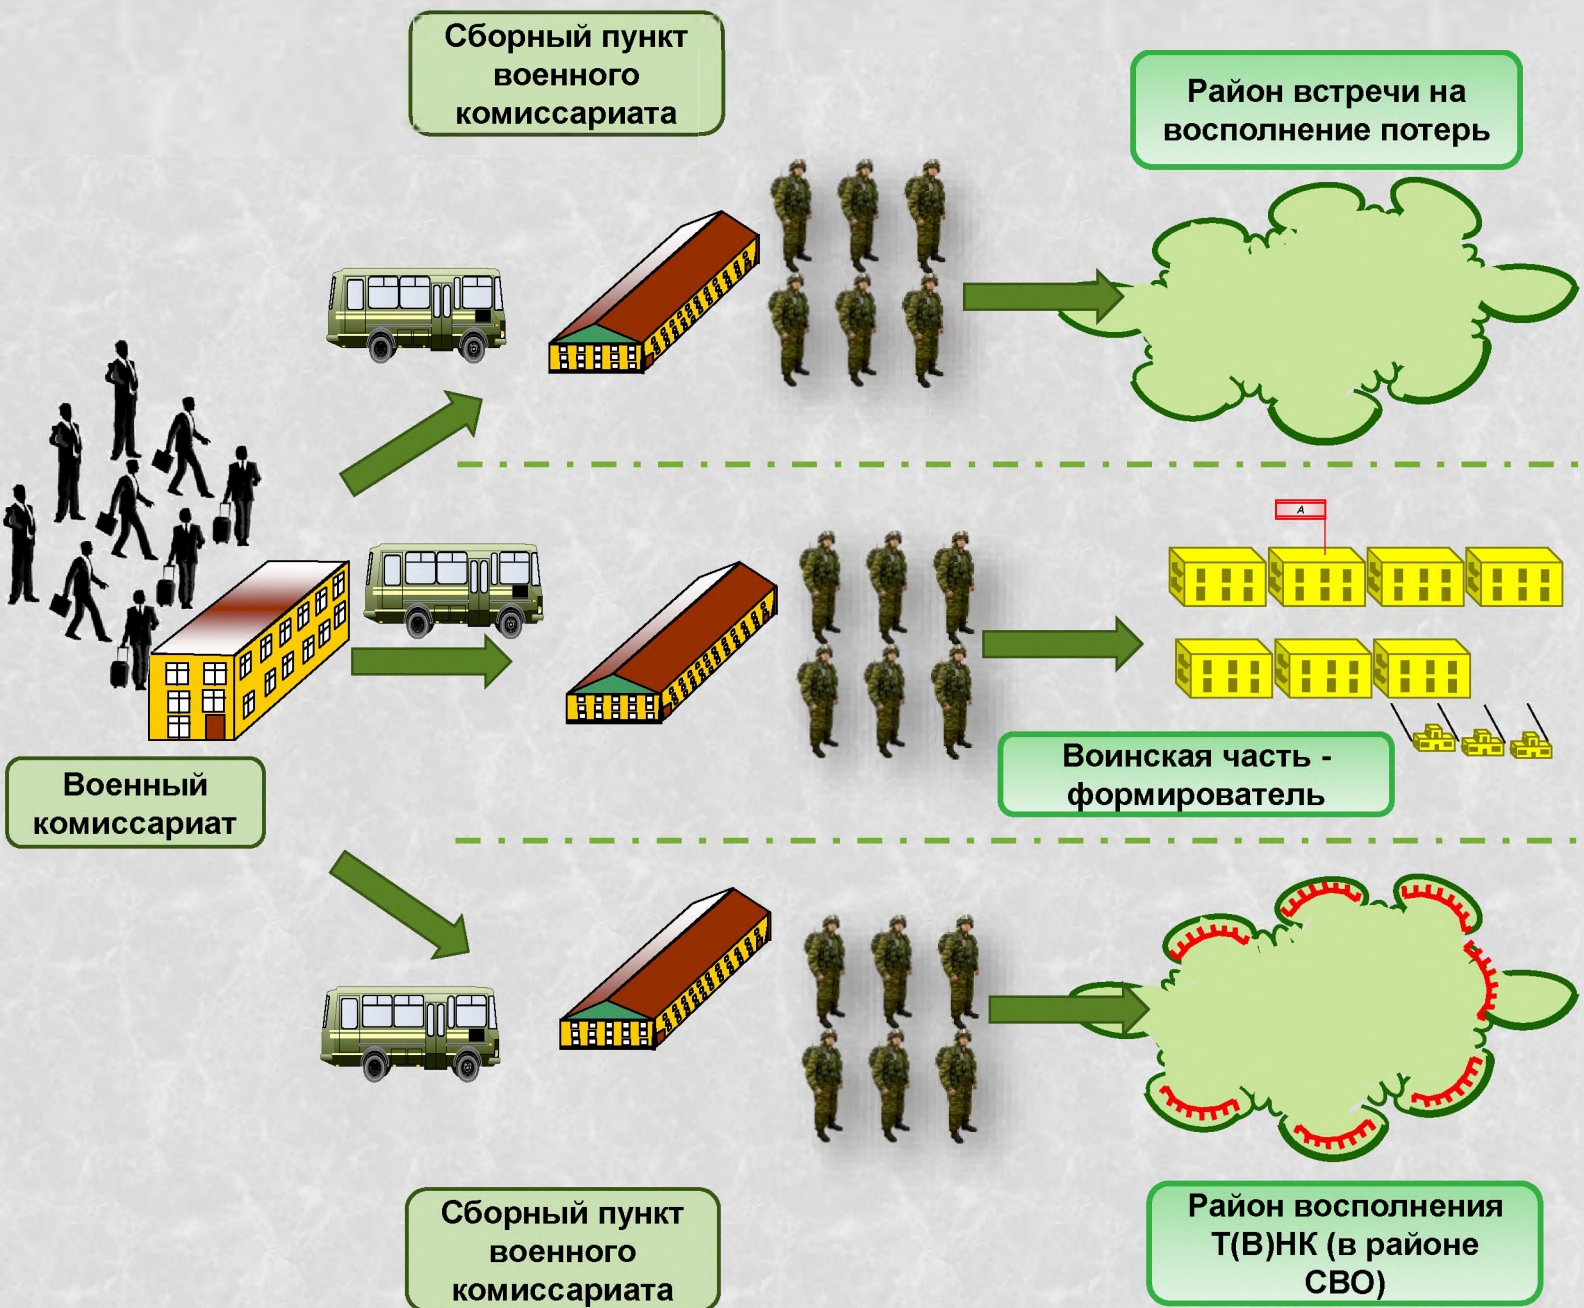 Сборный пункт
военного
комиссариата
Район встречи на
восполнение потерь
А
Воинская часть -
формирователь
Военный
комиссариат
Сборный пункт
военного
комиссариата
Район восполнения
Т(В)НК (в районе
СВО)